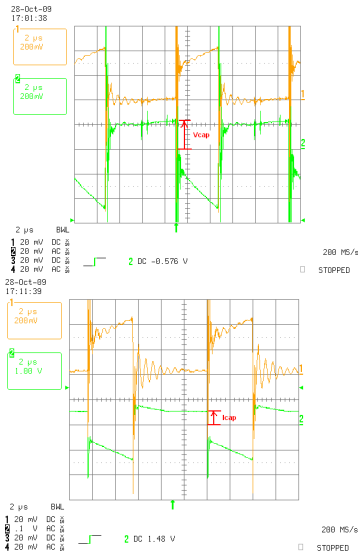 28-Oct-09
17:01:38
1
2 µs
200mV
2
2 µs
200mV
1
Vcap
2
2 µs BWL
1 20 mV DC
2 20 mV AC
3 20 mV DC
4 20 mV AC
2 DC -0.576 V
200 MS/s
STOPPED
28-Oct-09
17:11:39
1
2 µs
200mV
2
2 µs
1.00 V
1
Icap
2
2 µs BWL
1 20 mV DC
2 .1 V AC
3 20 mV DC
4 20 mV AC
2 DC 1.48 V
200 MS/s
STOPPED